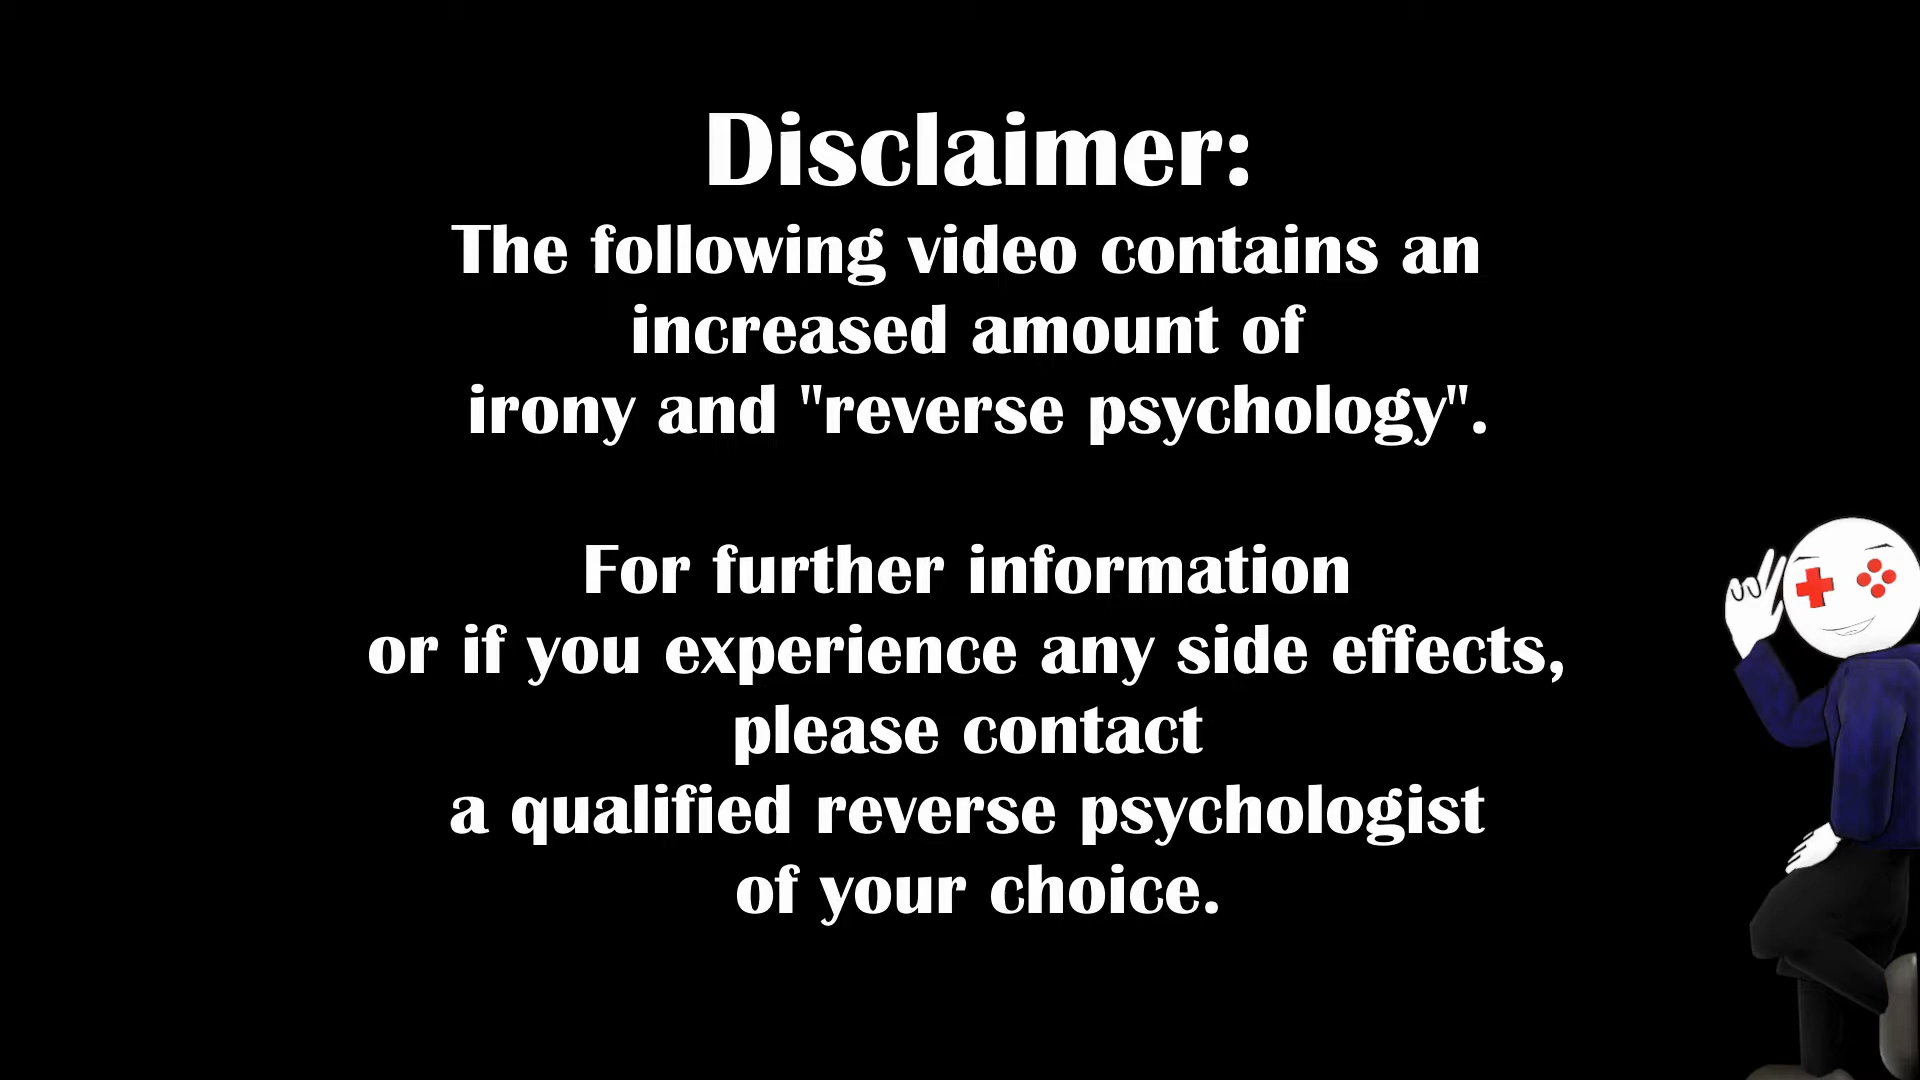 Disclaimer:
The following video contains an
increased amount of
irony and "reverse psychology".
For further information
or if you experience any side effects,
please contact
a qualified reverse psychologist
of your choice.